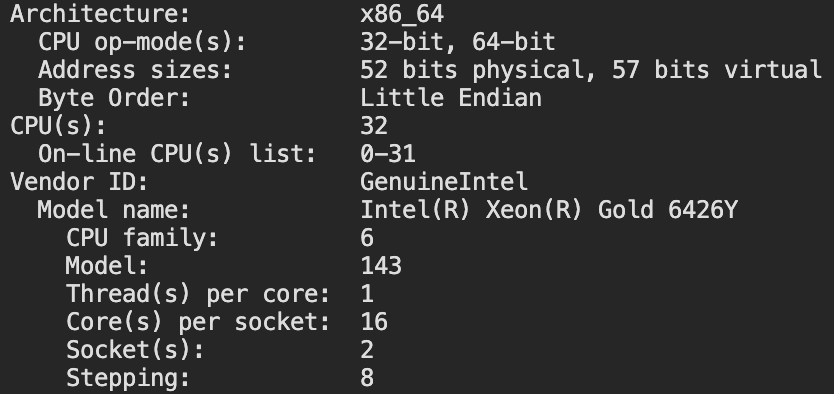 Architecture:            x86_64
  CPU op-mode(s):        32-bit, 64-bit
  Address sizes:         52 bits physical, 57 bits virtual
  Byte Order:            Little Endian
CPU(s):                  32
  On-line CPU(s) list:   0-31
Vendor ID:               GenuineIntel
  Model name:            Intel(R) Xeon(R) Gold 6426Y
    CPU family:          6
    Model:               143
    Thread(s) per core:  1
    Core(s) per socket:  16
    Socket(s):           2
    Stepping:            8